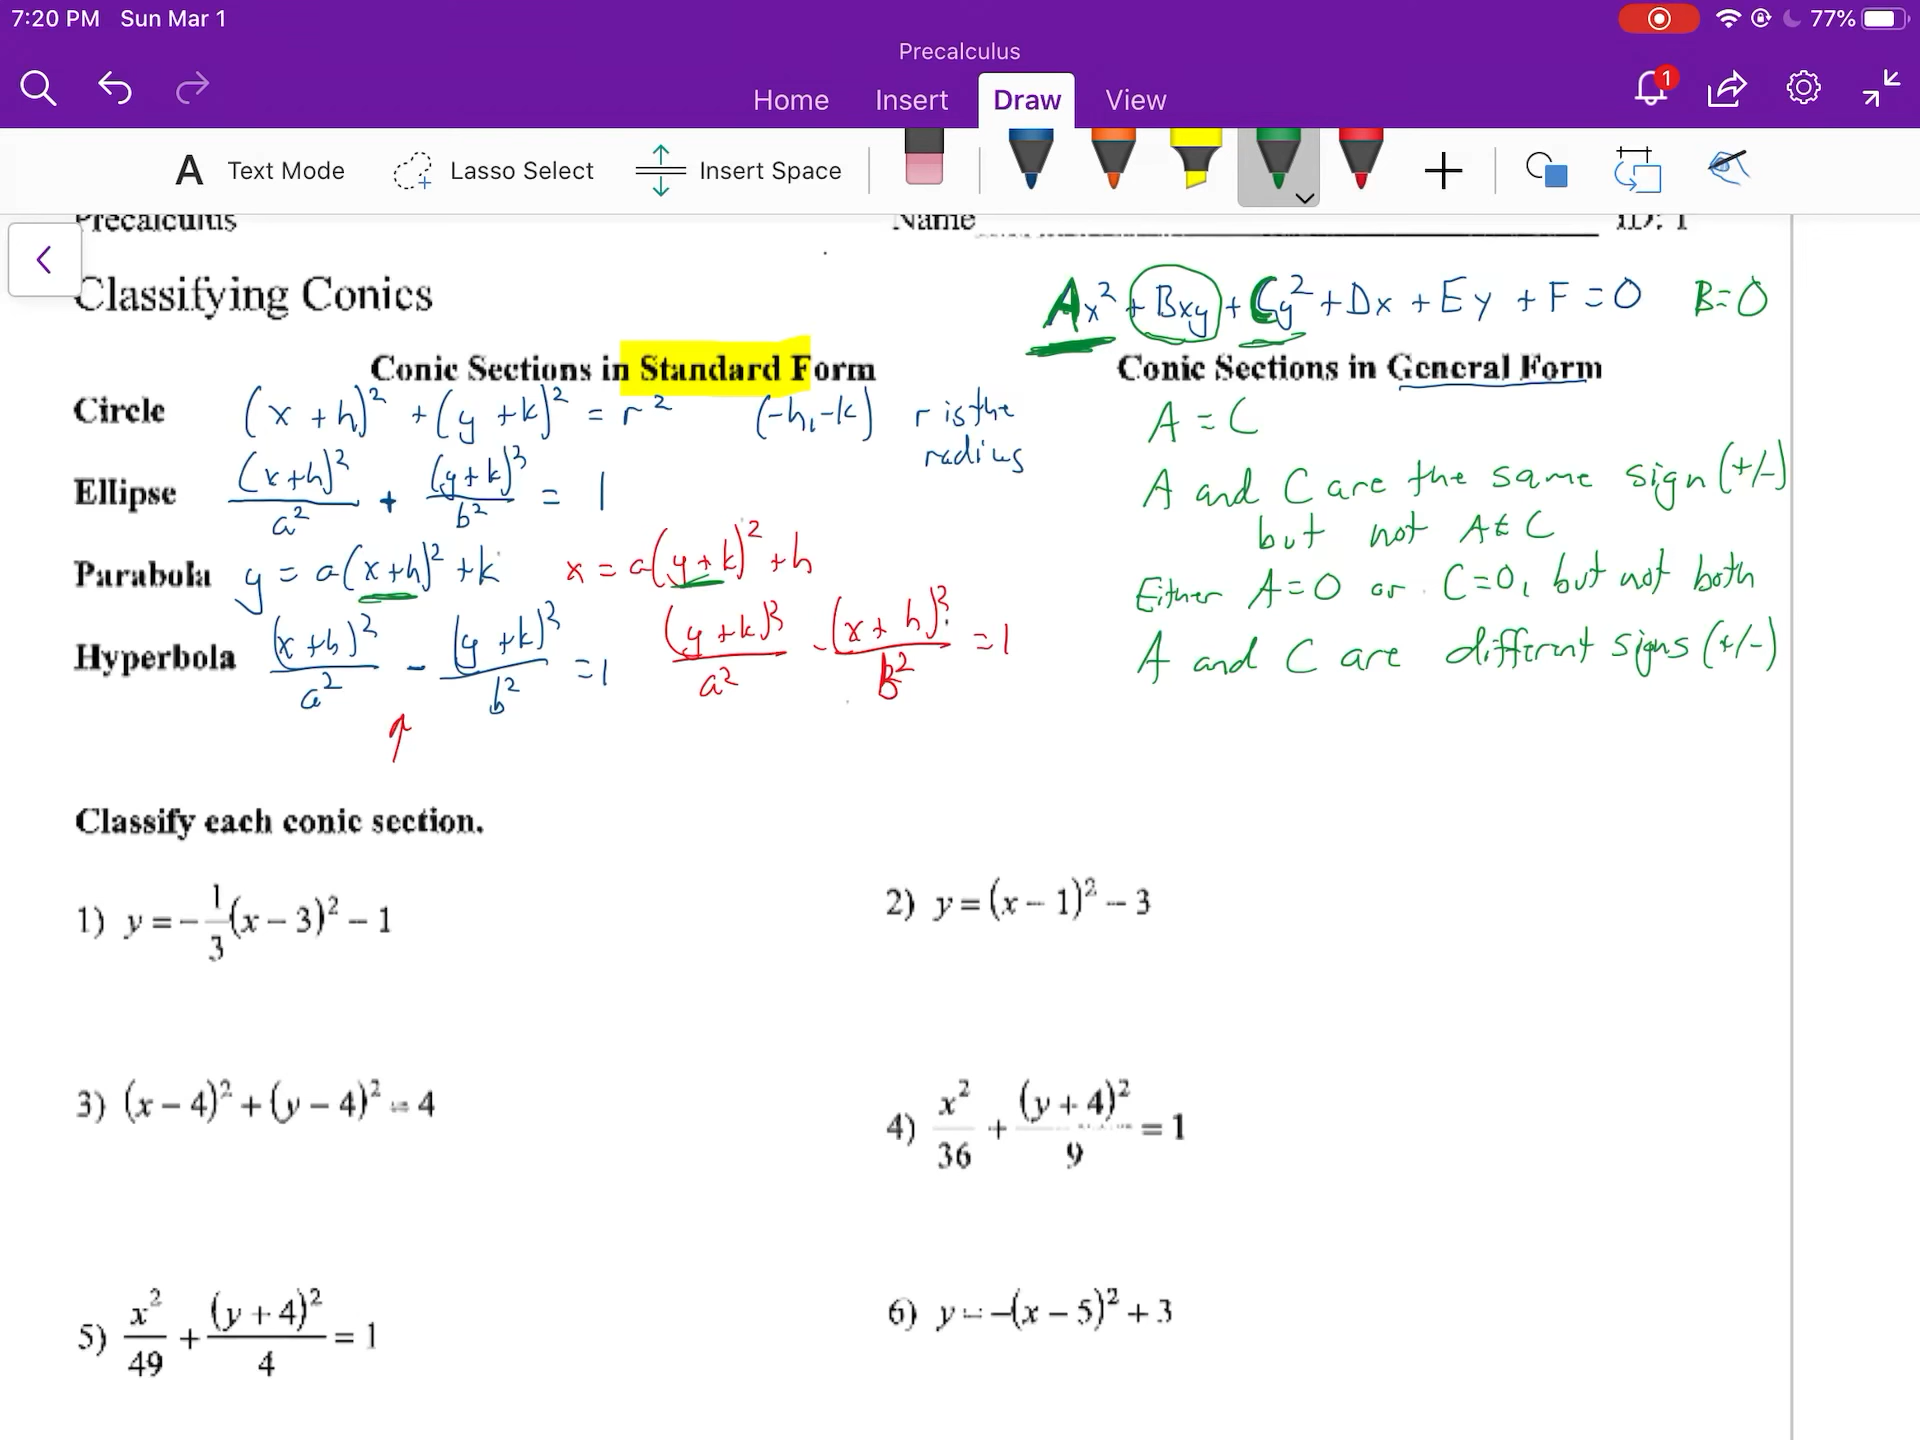 7:20 PM Sun Mar 1 77%
Precalculus
Home Insert Draw View 1
A Text Mode Lasso Select Insert Space
Precalculus Name ID: 1
Classifying Conics Ax² + Bxy + Cy² + Dx + Ey + F = 0 B=0
Conic Sections in Standard Form Conic Sections in General Form
Circle (x + h)² + (y + k)² = r² (-h, -k) r is the radius A = C
Ellipse (x+h)²/a² + (y+k)²/b² = 1 A and C are the same sign (+/-)
but not A≠C
Parabola y = a(x+h)² + k x = a(y+k)² + h Either A=0 or C=0, but not both
Hyperbola (x+h)²/a² - (y+k)²/b² = 1 (y+k)²/a² - (x+h)²/b² = 1 A and C are different signs (+/-)
Classify each conic section.
1) y = -1/3(x - 3)² - 1 2) y = (x - 1)² - 3
3) (x - 4)² + (y - 4)² = 4 4) x²/36 + (y + 4)²/9 = 1
5) x²/49 + (y + 4)²/4 = 1 6) y = -(x - 5)² + 3